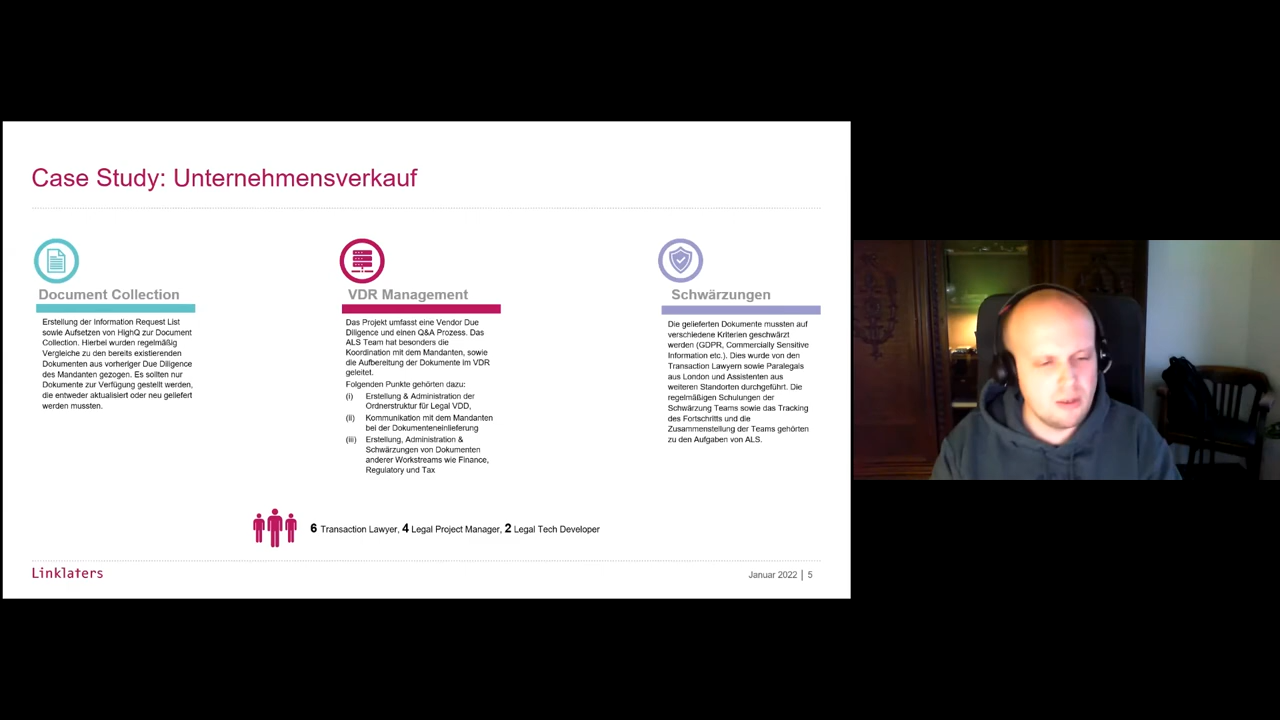 Case Study: Unternehmensverkauf
Document Collection
Erstellung der Information Request List
sowie Aufsetzen von HighQ zur Document
Collection. Hierbei wurden regelmäßig
Vergleiche zu den bereits existierenden
Dokumenten aus vorheriger Due Diligence
des Mandanten gezogen. Es sollten nur
Dokumente zur Verfügung gestellt werden,
die entweder aktualisiert oder neu geliefert
werden mussten.
VDR Management
Das Projekt umfasst eine Vendor Due
Diligence und einen Q&A Prozess. Das
ALS Team hat besonders die
Koordination mit dem Mandanten, sowie
die Aufbereitung der Dokumente im VDR
geleitet.
Folgenden Punkte gehörten dazu:
(i) Erstellung & Administration der
Ordnerstruktur für Legal VDD,
(ii) Kommunikation mit dem Mandanten
bei der Dokumenteneinlieferung
(iii) Erstellung, Administration &
Schwärzungen von Dokumenten
anderer Workstreams wie Finance,
Regulatory und Tax
Schwärzungen
Die gelieferten Dokumente mussten auf
verschiedene Kriterien geschwärzt
werden (GDPR, Commercially Sensitive
Information etc.). Dies wurde von den
Transaction Lawyern sowie Paralegals
aus London und Assistenten aus
weiteren Standorten durchgeführt. Die
regelmäßigen Schulungen der
Schwärzung Teams sowie das Tracking
des Fortschritts und die
Zusammenstellung der Teams gehörten
zu den Aufgaben von ALS.
6 Transaction Lawyer, 4 Legal Project Manager, 2 Legal Tech Developer
Linklaters
Januar 2022 | 5